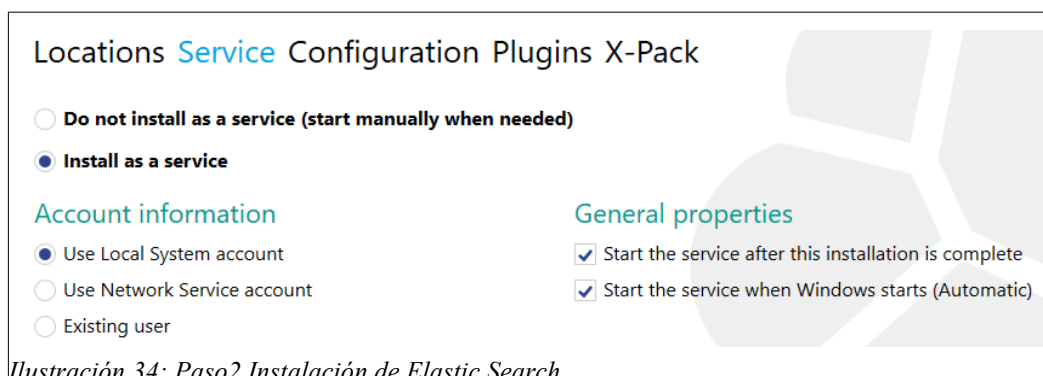 Locations Service Configuration Plugins X-Pack
Do not install as a service (start manually when needed)
Install as a service
Account information
Use Local System account
Use Network Service account
Existing user
General properties
Start the service after this installation is complete
Start the service when Windows starts (Automatic)
Ilustración 34: Paso2 Instalación de Elastic Search